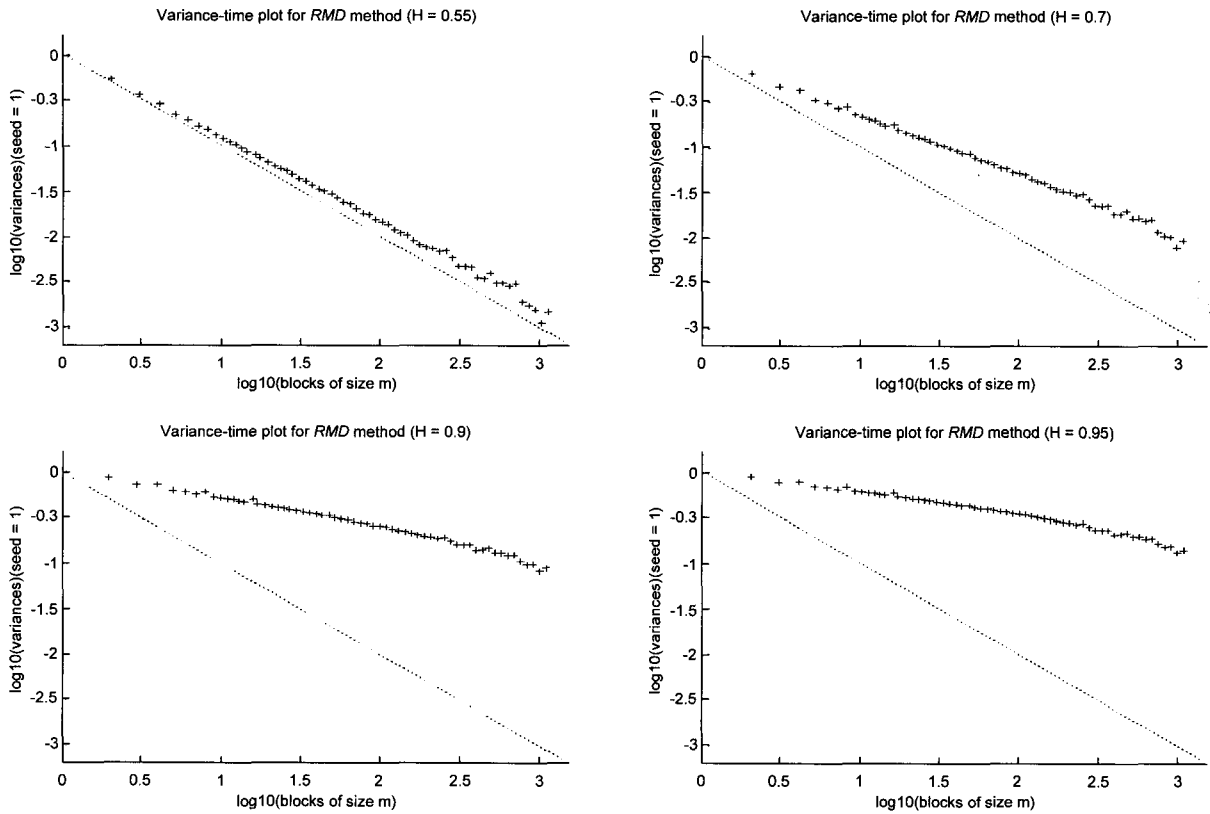 Variance-time plot for RMD method (H = 0.55)
log10(variances)(seed = 1)
0
-0.3
-1
-1.5
-2
-2.5
-3
0 0.5 1 1.5 2 2.5 3
log10(blocks of size m)
Variance-time plot for RMD method (H = 0.7)
log10(variances)(seed = 1)
0
-0.3
-1
-1.5
-2
-2.5
-3
0 0.5 1 1.5 2 2.5 3
log10(blocks of size m)
Variance-time plot for RMD method (H = 0.9)
log10(variances)(seed = 1)
0
-0.3
-1
-1.5
-2
-2.5
-3
0 0.5 1 1.5 2 2.5 3
log10(blocks of size m)
Variance-time plot for RMD method (H = 0.95)
log10(variances)(seed = 1)
0
-0.3
-1
-1.5
-2
-2.5
-3
0 0.5 1 1.5 2 2.5 3
log10(blocks of size m)